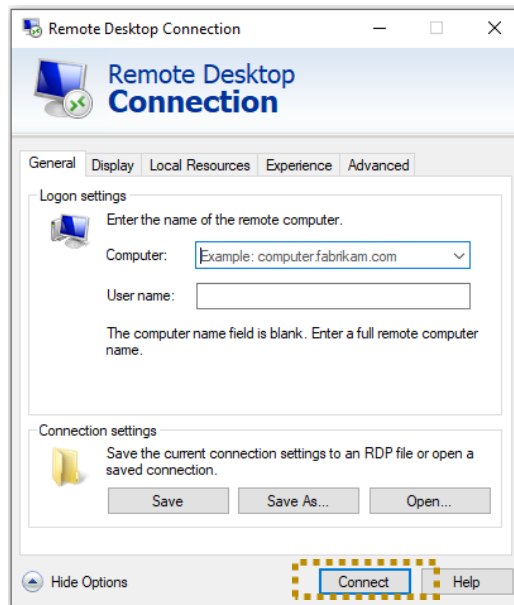 Remote Desktop Connection
Remote Desktop
Connection
General Display Local Resources Experience Advanced
Logon settings
Enter the name of the remote computer.
Computer: Example: computer.fabrikam.com
User name:
The computer name field is blank. Enter a full remote computer
name.
Connection settings
Save the current connection settings to an RDP file or open a
saved connection.
Save Save As... Open...
Hide Options Connect Help